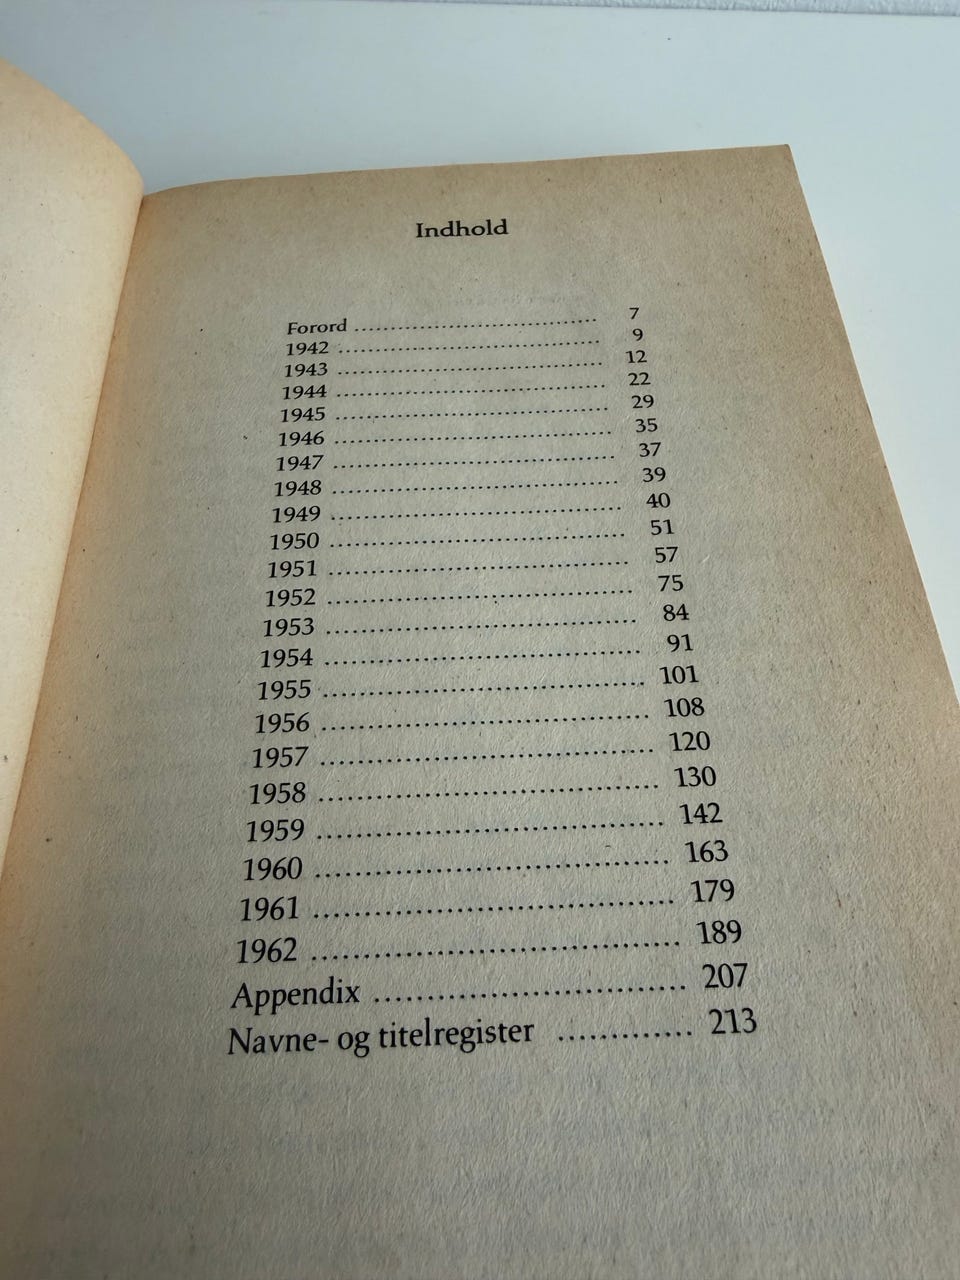 Indhold
Forord ........................................ 7
1942 ........................................ 9
1943 ........................................ 12
1944 ........................................ 22
1945 ........................................ 29
1946 ........................................ 35
1947 ........................................ 37
1948 ........................................ 39
1949 ........................................ 40
1950 ........................................ 51
1951 ........................................ 57
1952 ........................................ 75
1953 ........................................ 84
1954 ........................................ 91
1955 ........................................ 101
1956 ........................................ 108
1957 ........................................ 120
1958 ........................................ 130
1959 ........................................ 142
1960 ........................................ 163
1961 ........................................ 179
1962 ........................................ 189
Appendix ................................ 207
Navne- og titelregister ............. 213